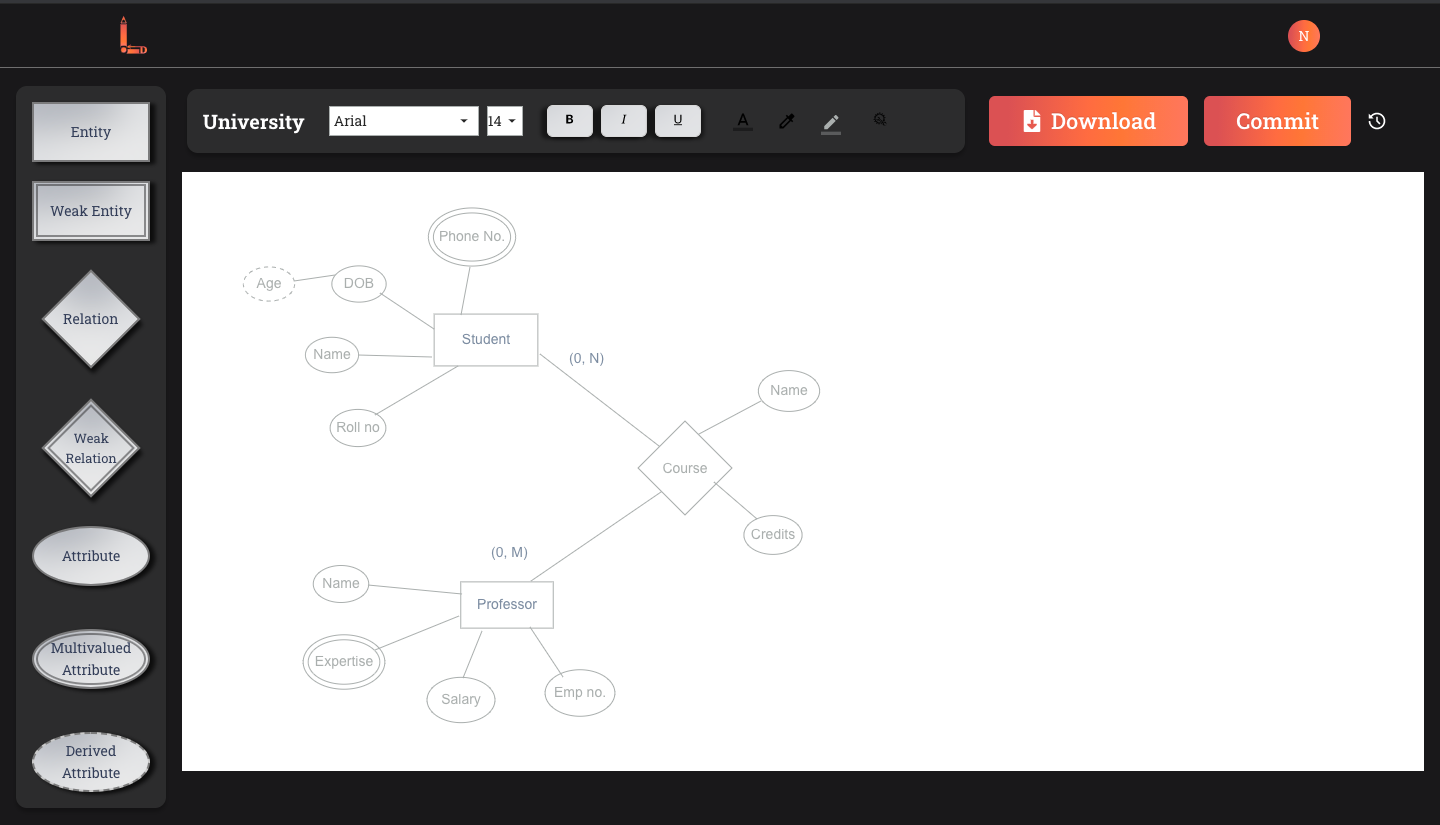 N
University
Arial
14
B
I
U
A
Download
Commit
Entity
Weak Entity
Relation
Weak
Relation
Attribute
Multivalued
Attribute
Derived
Attribute
Phone No.
Age
DOB
Student
Name
(0, N)
Roll no
Name
Course
Credits
(0, M)
Name
Professor
Expertise
Salary
Emp no.